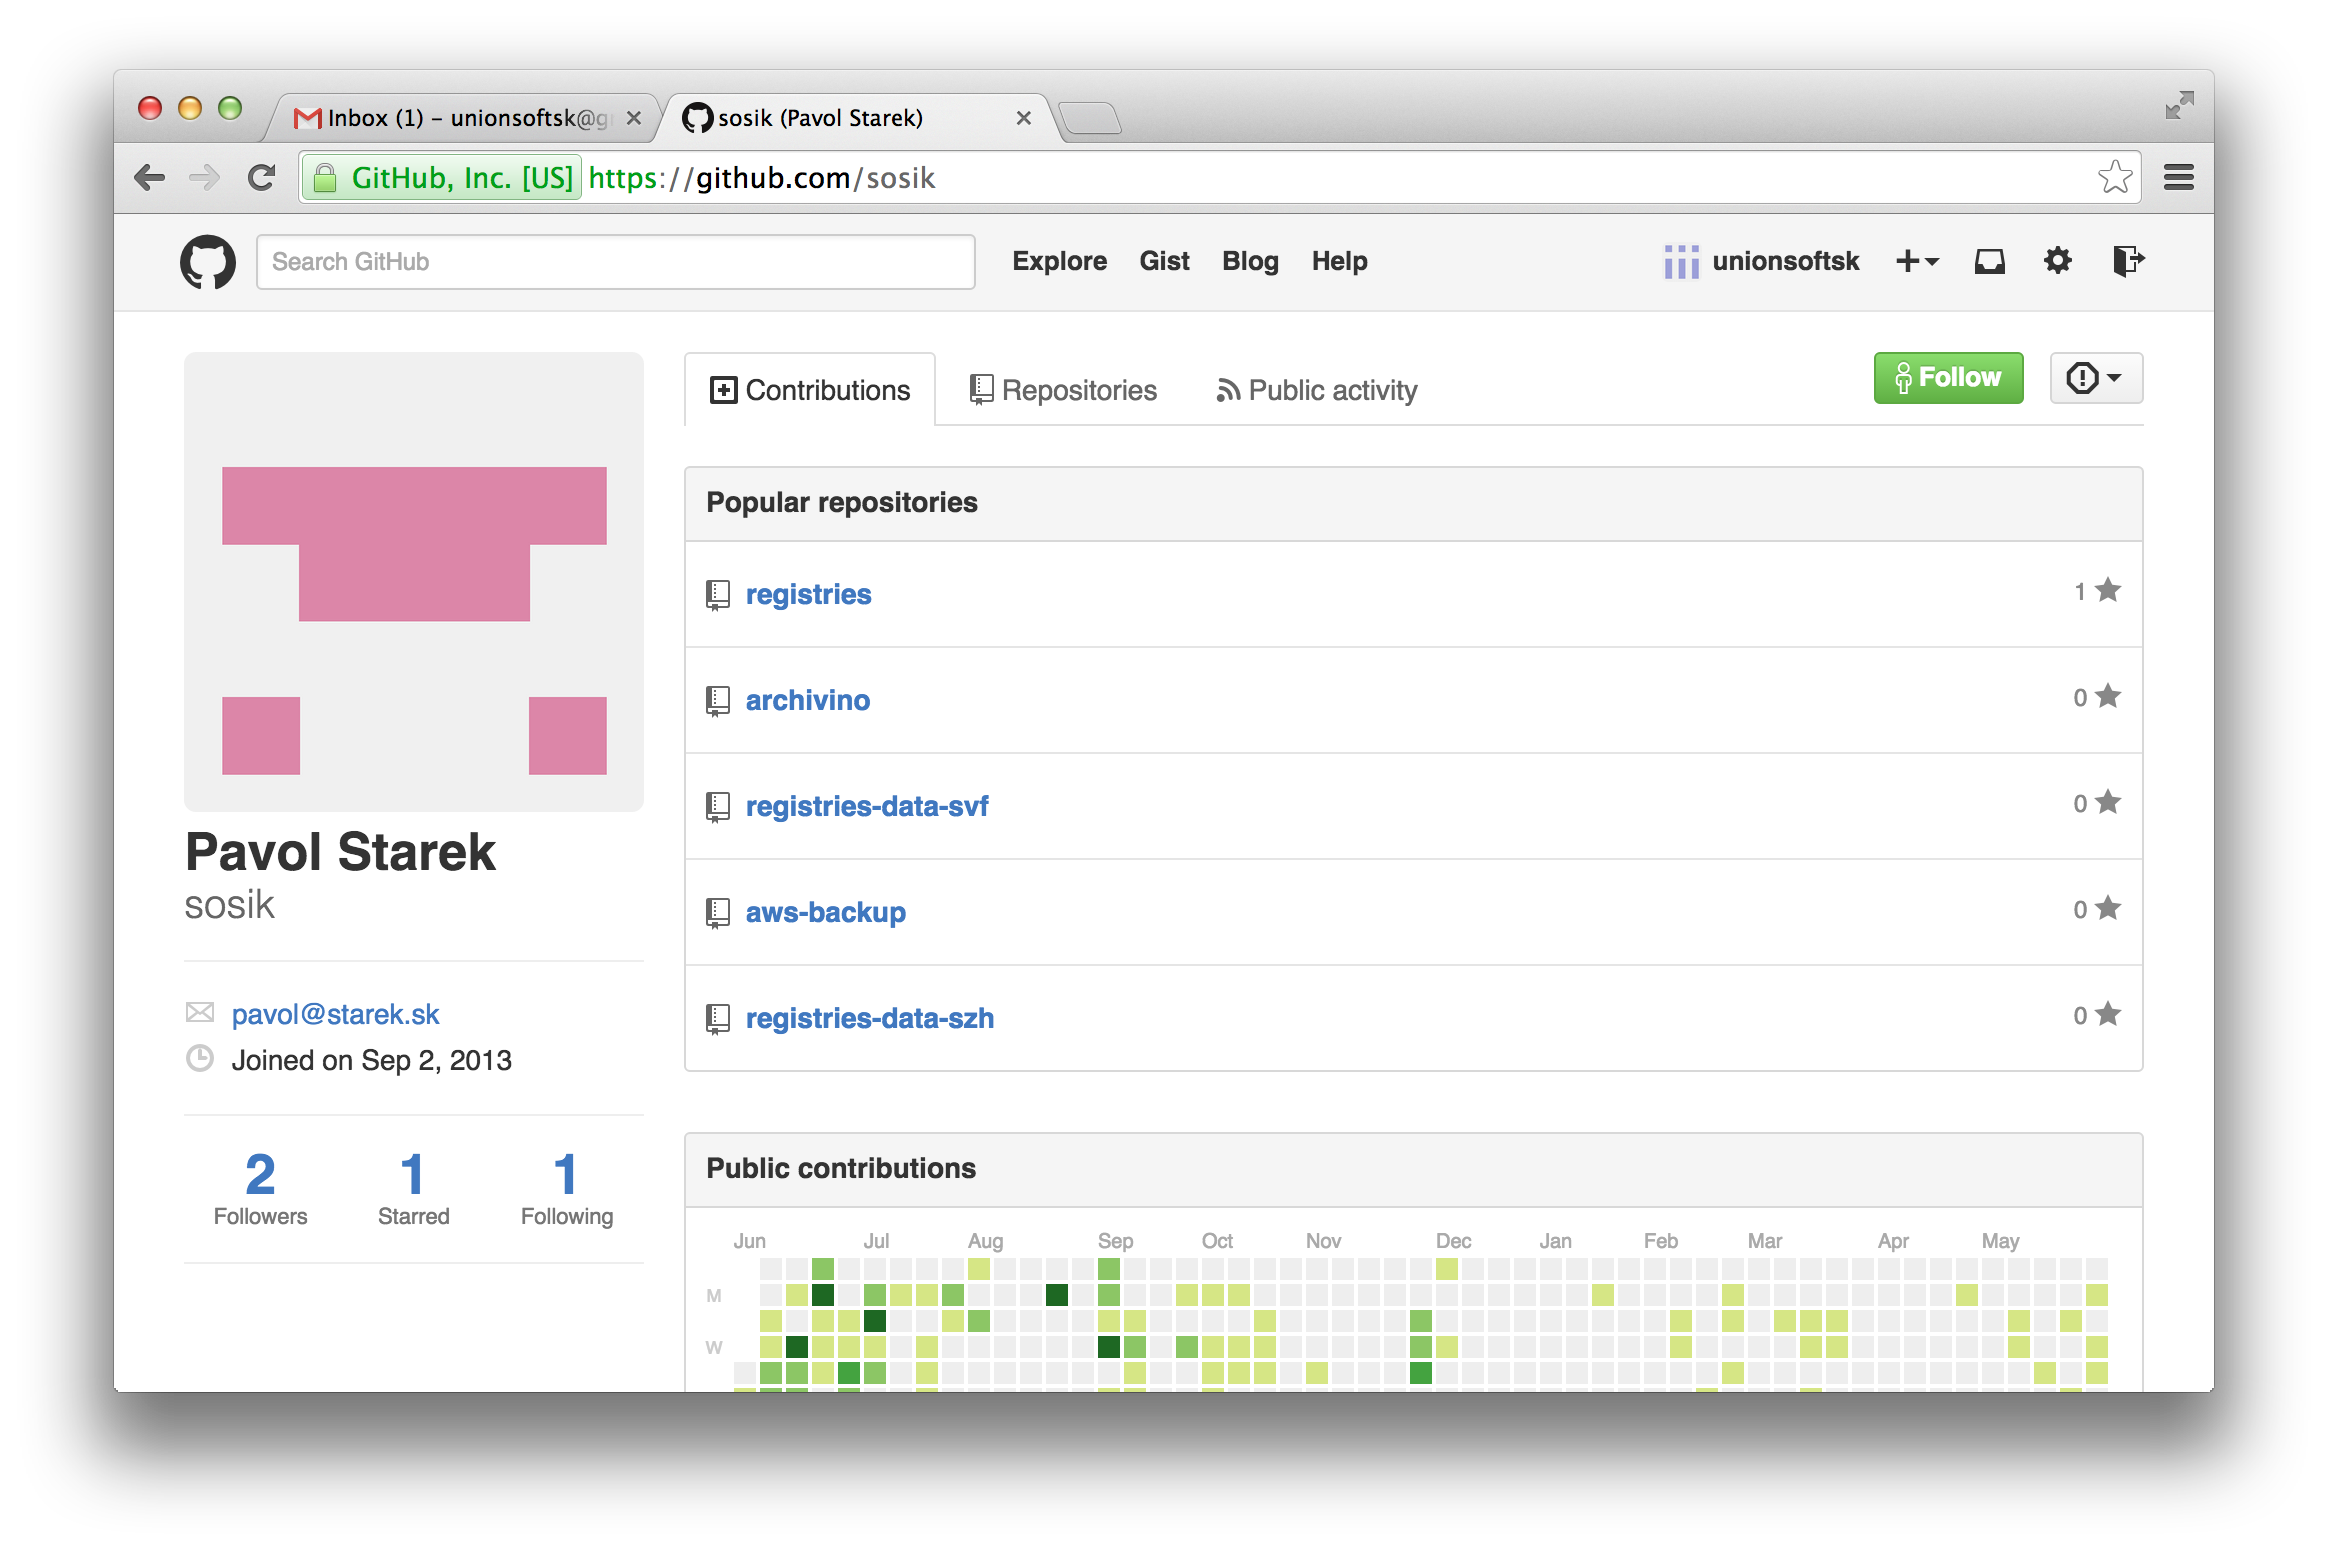 Inbox (1) – unionsoftsk@g
sosik (Pavol Starek)
GitHub, Inc. [US] https://github.com/sosik
Search GitHub
Explore Gist Blog Help
unionsoftsk
Contributions Repositories Public activity
Follow
Popular repositories
registries 1
archivino 0
registries-data-svf 0
aws-backup 0
registries-data-szh 0
Pavol Starek
sosik
pavol@starek.sk
Joined on Sep 2, 2013
2 1 1
Followers Starred Following
Public contributions
Jun Jul Aug Sep Oct Nov Dec Jan Feb Mar Apr May
M
W